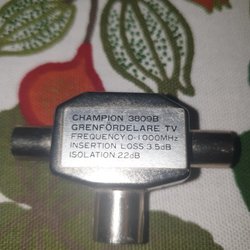 CHAMPION 3809B
GRENFÖRDELARE TV
FREQUENCY.0-1000MHz
INSERTION LOSS 3.5dB
ISOLATION 22dB